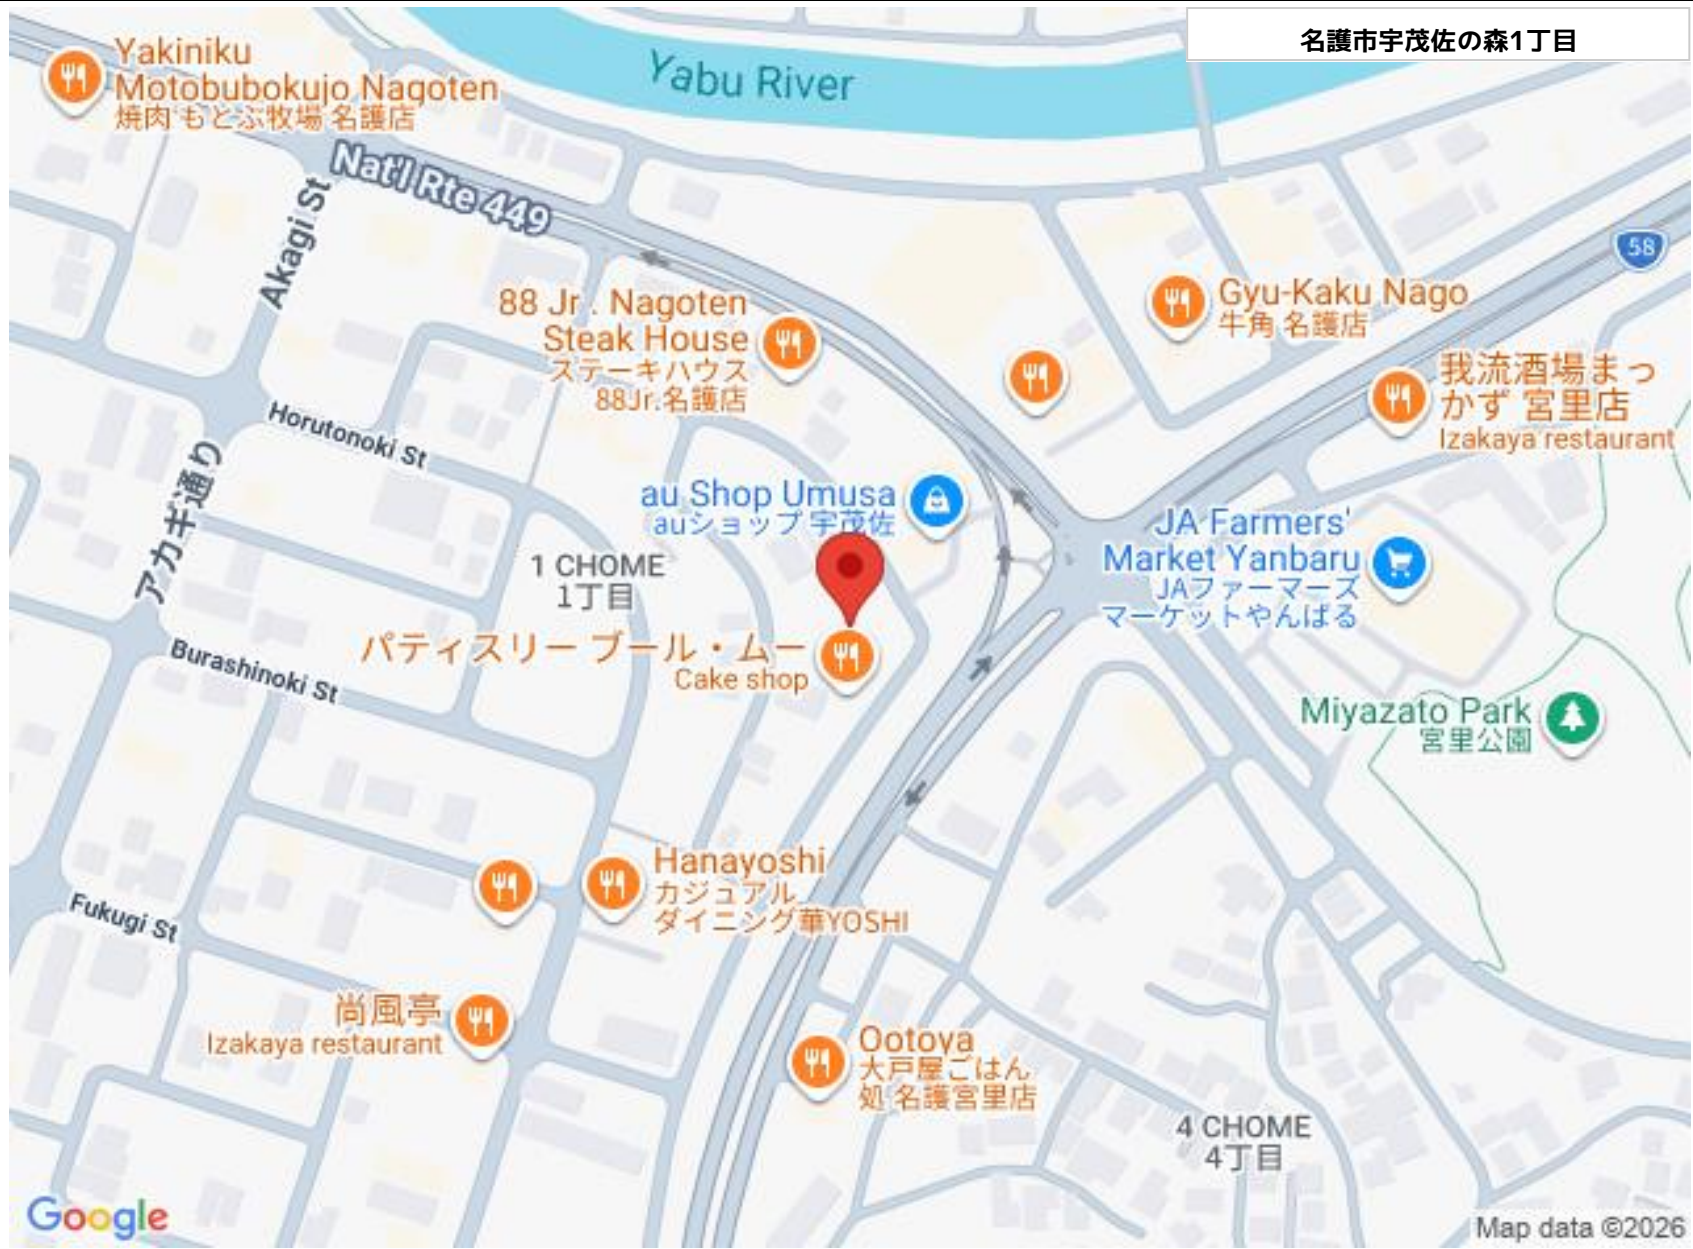 名護市宇茂佐の森1丁目
Yakiniku
Motobubokujo Nagoten
焼肉 もとぶ牧場 名護店
Yabu River
Nat'l Rte 449
Akagi St
58
88 Jr . Nagoten
Steak House
ステーキハウス
88Jr.名護店
Gyu-Kaku Nago
牛角 名護店
我流酒場まつ
かず 宮里店
Izakaya restaurant
Horutonoki St
アカギ通り
au Shop Umusa
auショップ 宇茂佐
JA Farmers'
Market Yanbaru
JAファーマーズ
マーケットやんばる
1 CHOME
1丁目
パティスリー ブール・ムー
Cake shop
Burashinoki St
Miyazato Park
宮里公園
Hanayoshi
カジュアル
ダイニング華YOSHI
Fukugi St
尚風亭
Izakaya restaurant
Ootoya
大戸屋ごはん
処 名護宮里店
4 CHOME
4丁目
Google
Map data ©2026